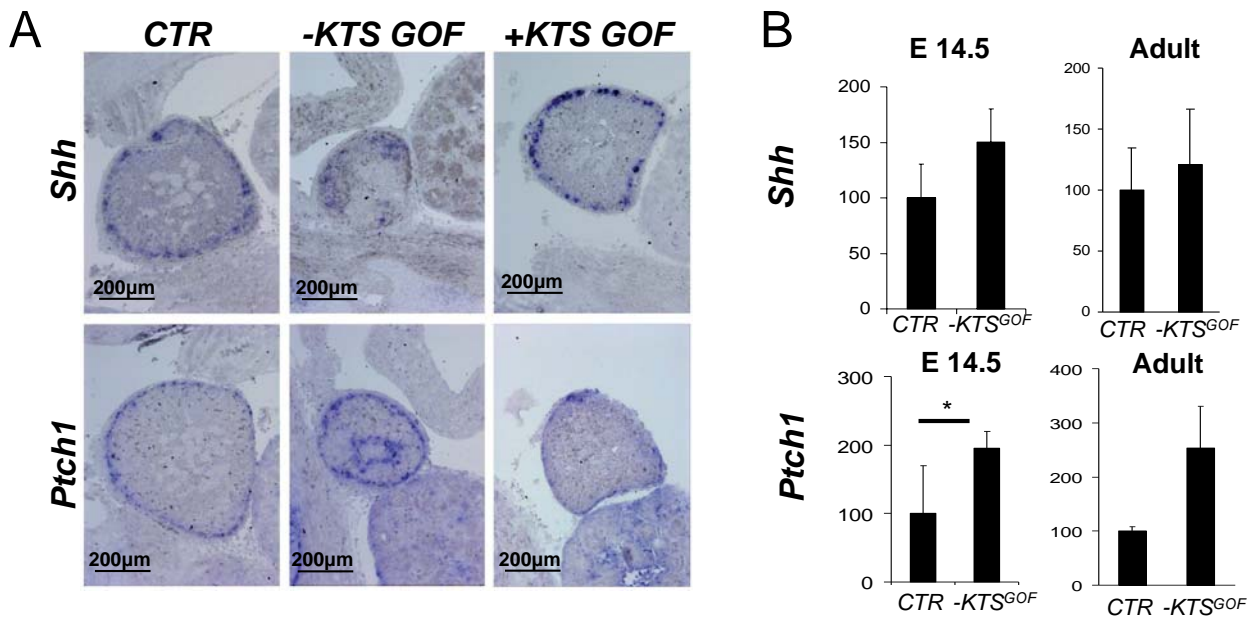 A
CTR -KTS GOF +KTS GOF
Shh
200µm 200µm 200µm
Ptch1
200µm 200µm 200µm
B
E 14.5 Adult
Shh
200
150
100
50
0
CTR -KTS^GOF
200
150
100
50
0
CTR -KTS^GOF
E 14.5 Adult
Ptch1
300
200
100
0
*
CTR -KTS^GOF
400
300
200
100
0
CTR -KTS^GOF